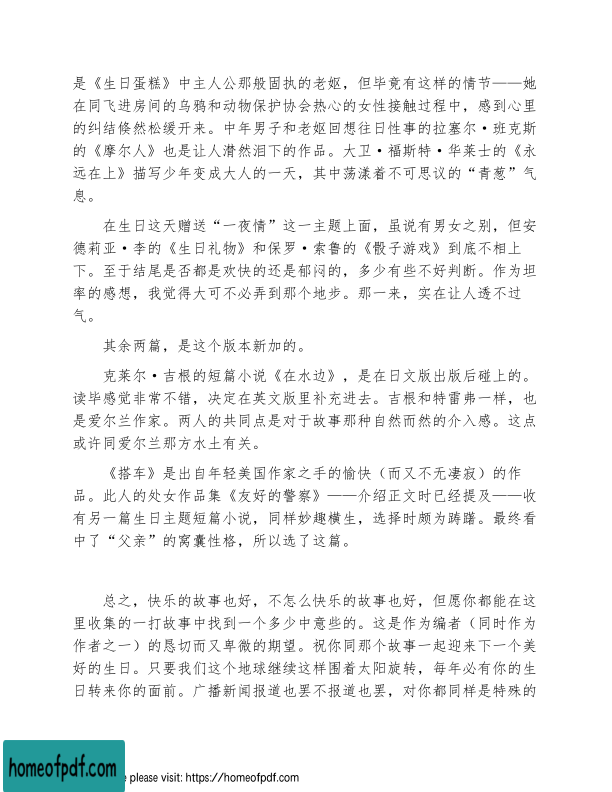 是《生日蛋糕》中主人公那般固执的老妪，但毕竟有这样的情节——她
在同飞进房间的乌鸦和动物保护协会热心的女性接触过程中，感到心里
的纠结倏然松缓开来。中年男子和老妪回想往日性事的拉塞尔·班克斯
的《摩尔人》也是让人潸然泪下的作品。大卫·福斯特·华莱士的《永
远在上》描写少年变成大人的一天，其中荡漾着不可思议的“青葱”气
息。
在生日这天赠送“一夜情”这一主题上面，虽说有男女之别，但安
德莉亚·李的《生日礼物》和保罗·索鲁的《骰子游戏》到底不相上
下。至于结尾是否都是欢快的还是郁闷的，多少有些不好判断。作为坦
率的感想，我觉得大可不必弄到那个地步。那一来，实在让人透不过
气。
其余两篇，是这个版本新加的。
克莱尔·吉根的短篇小说《在水边》，是在日文版出版后碰上的。
读毕感觉非常不错，决定在英文版里补充进去。吉根和特雷弗一样，也
是爱尔兰作家。两人的共同点是对于故事那种自然而然的介入感。这点
或许同爱尔兰那方水土有关。
《搭车》是出自年轻美国作家之手的愉快（而又不无凄寂）的作
品。此人的处女作品集《友好的警察》——介绍正文时已经提及——收
有另一篇生日主题短篇小说，同样妙趣横生，选择时颇为踌躇。最终看
中了“父亲”的窝囊性格，所以选了这篇。
总之，快乐的故事也好，不怎么快乐的故事也好，但愿你都能在这
里收集的一打故事中找到一个多少中意些的。这是作为编者（同时作为
作者之一）的恳切而又卑微的期望。祝你同那个故事一起迎来下一个美
好的生日。只要我们这个地球继续这样围着太阳旋转，每年必有你的生
日转来你的面前。广播新闻报道也罢不报道也罢，对你都同样是特殊的
homeofpdf.com
e please visit: https://homeofpdf.com